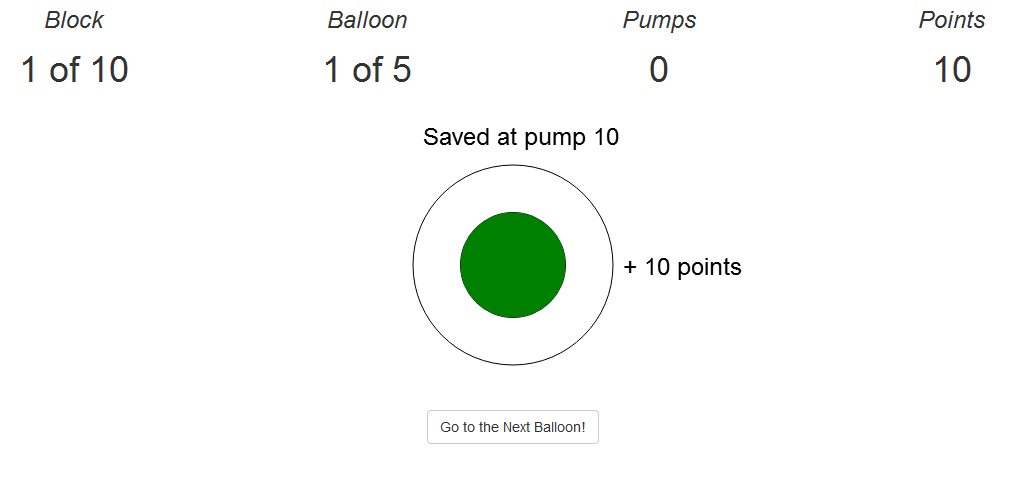 Block Balloon Pumps Points
1 of 10 1 of 5 0 10
Saved at pump 10
+ 10 points
Go to the Next Balloon!